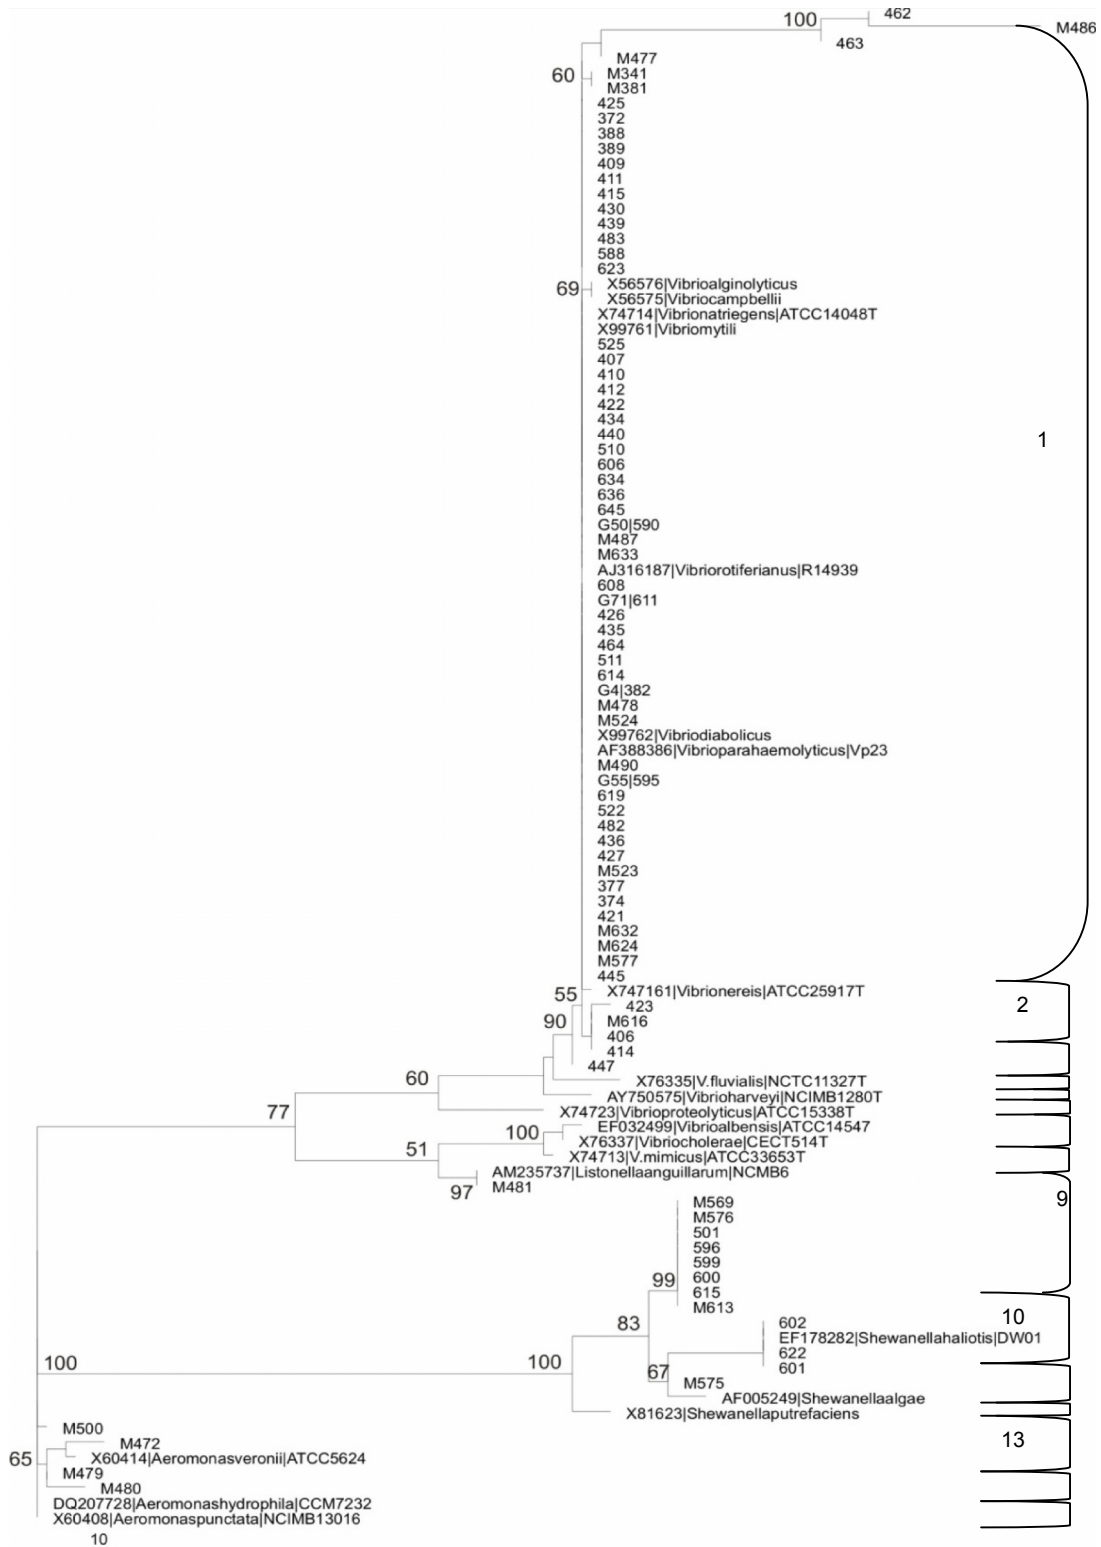 462
100
M486
463
M477
60
M341
M381
425
372
388
389
409
411
415
430
439
483
588
623
69
X56576|Vibrioalginolyticus
X56575|Vibriocampbellii
X74714|Vibrionatriegens|ATCC14048T
X99761|Vibriomytili
525
407
410
412
422
434
440
1
510
606
634
636
645
G50|590
M487
M633
AJ316187|Vibriorotiferianus|R14939
608
G71|611
426
435
464
511
614
G4|382
M478
M524
X99762|Vibriodiabolicus
AF388386|Vibrioparahaemolyticus|Vp23
M490
G55|595
619
522
482
436
427
M523
377
374
421
M632
M624
M577
445
55
X747161|Vibrionereis|ATCC25917T
423
2
90
M616
406
414
447
60
X76335|V.fluvialis|NCTC11327T
AY750575|Vibrioharveyi|NCIMB1280T
77
X74723|Vibrioproteolyticus|ATCC15338T
EF032499|Vibrioalbensis|ATCC14547
100
X76337|Vibriocholerae|CECT514T
51
X74713|V.mimicus|ATCC33653T
AM235737|Listonellaanguillarum|NCMB6
97
M481
9
M569
M576
501
596
599
99
600
615
M613
83
602
10
EF178282|Shewanellahaliotis|DW01
622
100
100
601
67
M575
AF005249|Shewanellaalgae
X81623|Shewanellaputrefaciens
M500
M472
13
65
X60414|Aeromonasveronii|ATCC5624
M479
M480
DQ207728|Aeromonashydrophila|CCM7232
X60408|Aeromonaspunctata|NCIMB13016
10